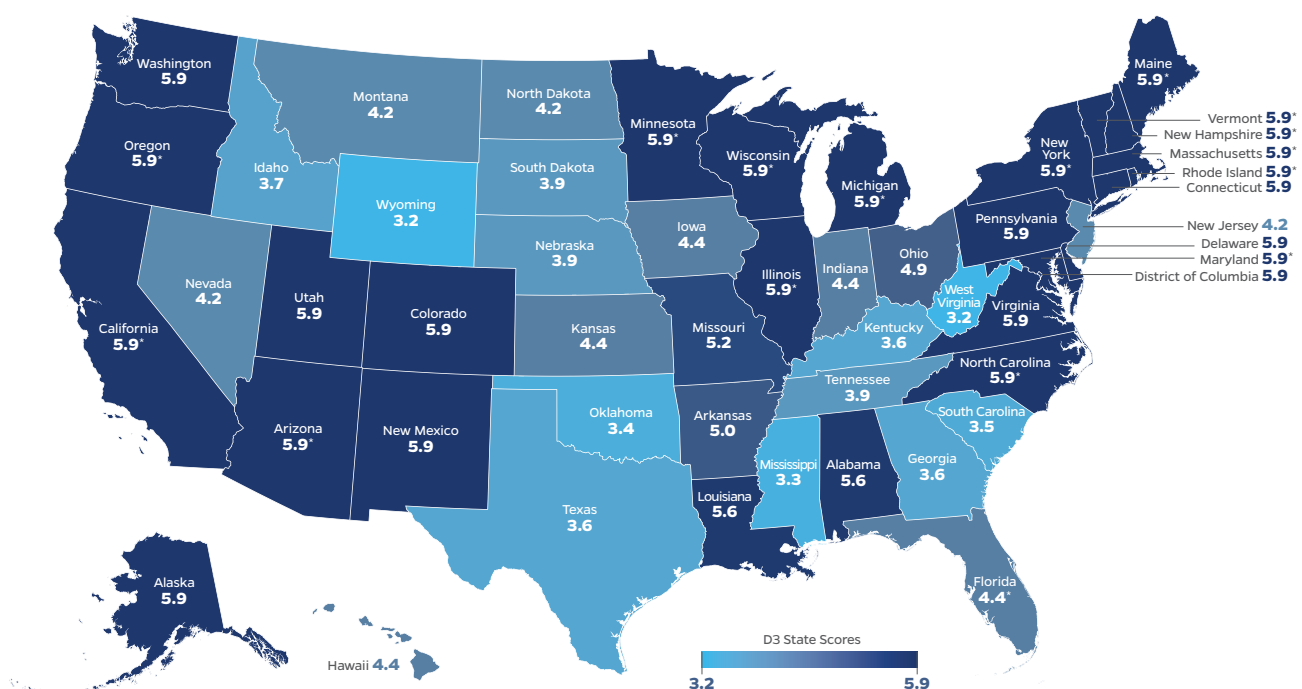 Washington
5.9
Oregon
5.9*
California
5.9*
Nevada
4.2
Idaho
3.7
Montana
4.2
Wyoming
3.2
Utah
5.9
Colorado
5.9
Arizona
5.9*
New Mexico
5.9
North Dakota
4.2
South Dakota
3.9
Nebraska
3.9
Kansas
4.4
Oklahoma
3.4
Texas
3.6
Minnesota
5.9*
Iowa
4.4
Missouri
5.2
Arkansas
5.0
Louisiana
5.6
Wisconsin
5.9*
Illinois
5.9*
Michigan
5.9*
Indiana
4.4
Ohio
4.9
Kentucky
3.6
Tennessee
3.9
Mississippi
3.3
Alabama
5.6
Georgia
3.6
Florida
4.4*
South Carolina
3.5
North Carolina
5.9*
Virginia
5.9
West
Virginia
3.2
Pennsylvania
5.9
New
York
5.9*
Maine
5.9*
Vermont 5.9*
New Hampshire 5.9*
Massachusetts 5.9*
Rhode Island 5.9*
Connecticut 5.9
New Jersey 4.2
Delaware 5.9
Maryland 5.9*
District of Columbia 5.9
Alaska
5.9
Hawaii 4.4
D3 State Scores
3.2
5.9